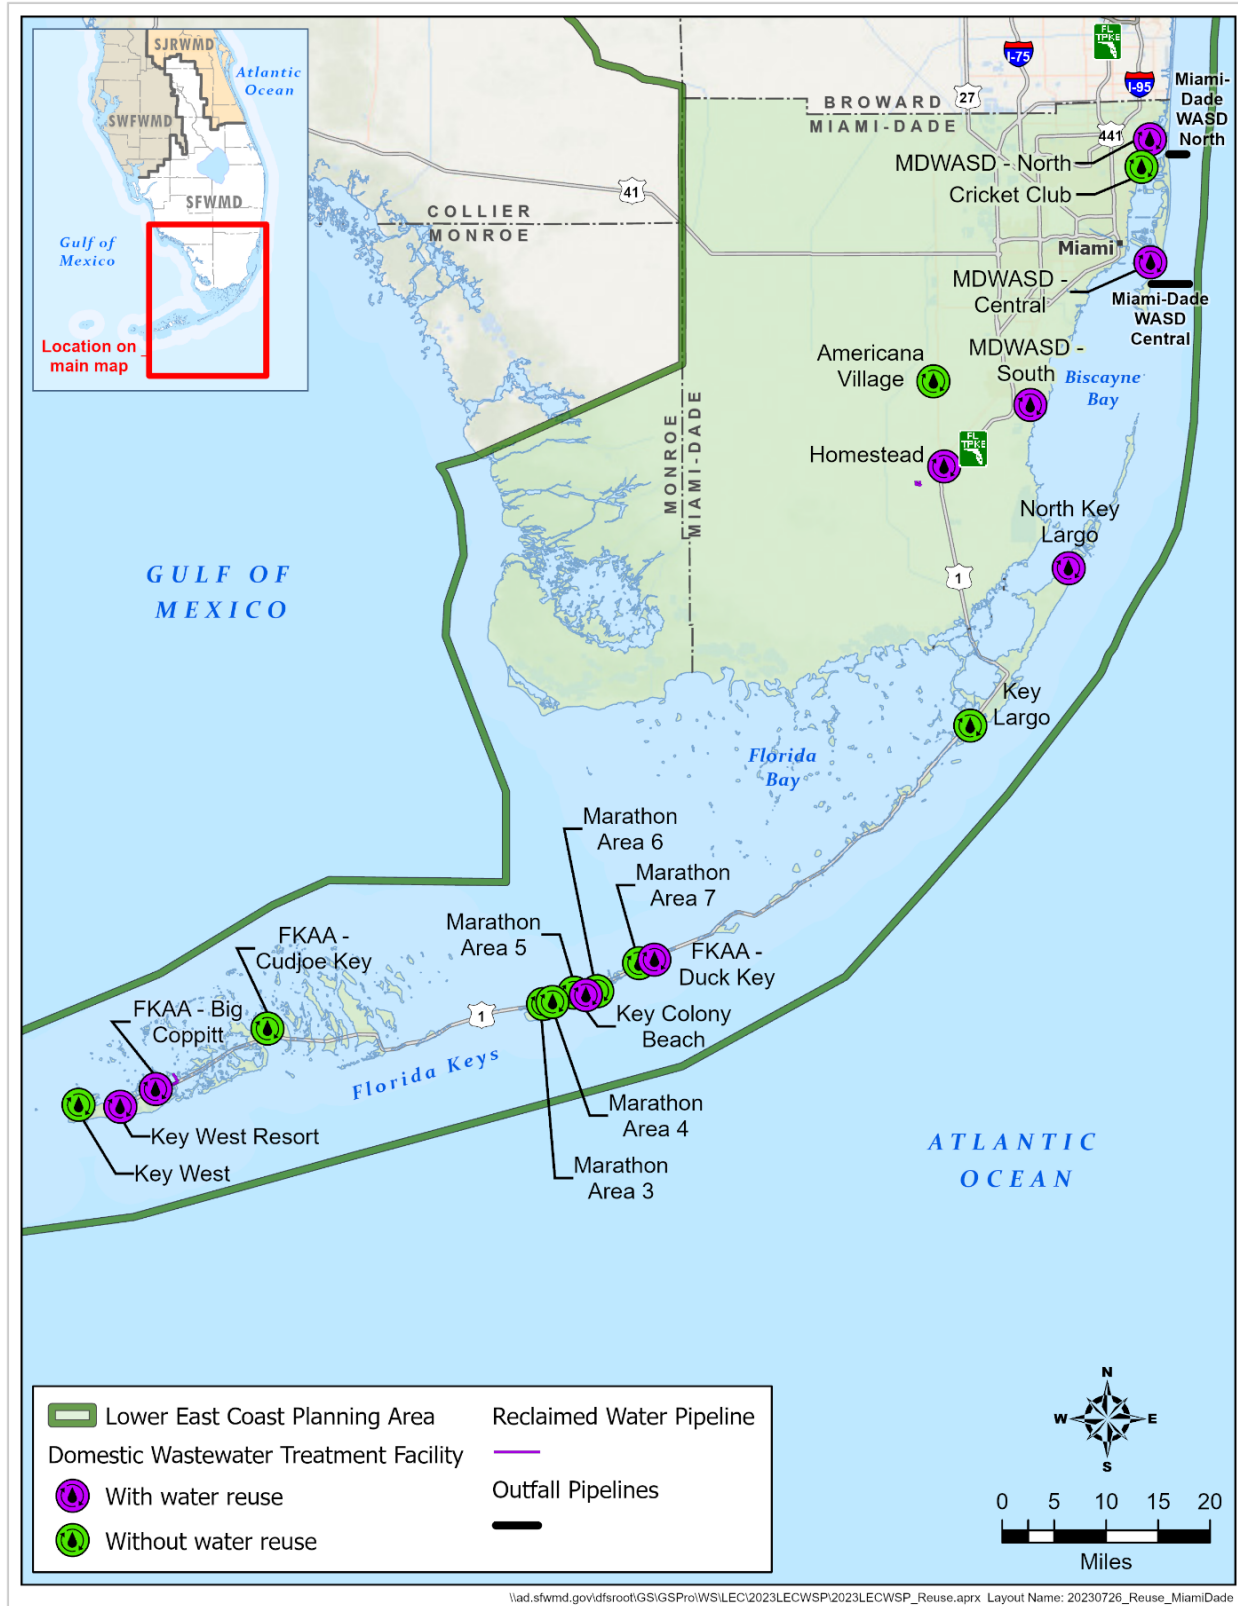 SJRWMD
Atlantic
Ocean
SWFWMD
SFWMD
Gulf of
Mexico
Location on
main map
FL
TPKE
I-75
I-95
27
441
41
BROWARD
MIAMI-DADE
COLLIER
MONROE
Miami-
Dade
WASD
North
MDWASD - North
Cricket Club
Miami
MDWASD -
Central
Miami-Dade
WASD
Central
Americana
Village
MDWASD -
South
Biscayne
Bay
MONROE
MIAMI-DADE
Homestead
FL
TPKE
North Key
Largo
1
GULF OF
MEXICO
Key
Largo
Florida
Bay
Marathon
Area 6
Marathon
Area 7
Marathon
Area 5
FKAA -
Duck Key
FKAA -
Cudjoe Key
FKAA - Big
Coppitt
1
Key Colony
Beach
Florida Keys
Marathon
Area 4
Key West Resort
Key West
Marathon
Area 3
ATLANTIC
OCEAN
Lower East Coast Planning Area
Domestic Wastewater Treatment Facility
With water reuse
Without water reuse
Reclaimed Water Pipeline
Outfall Pipelines
N
W
E
S
0 5 10 15 20
Miles
\\ad.sfwmd.gov\dfsroot\GS\GSPro\WS\LEC\2023LECWSP\2023LECWSP_Reuse.aprx Layout Name: 20230726_Reuse_MiamiDade